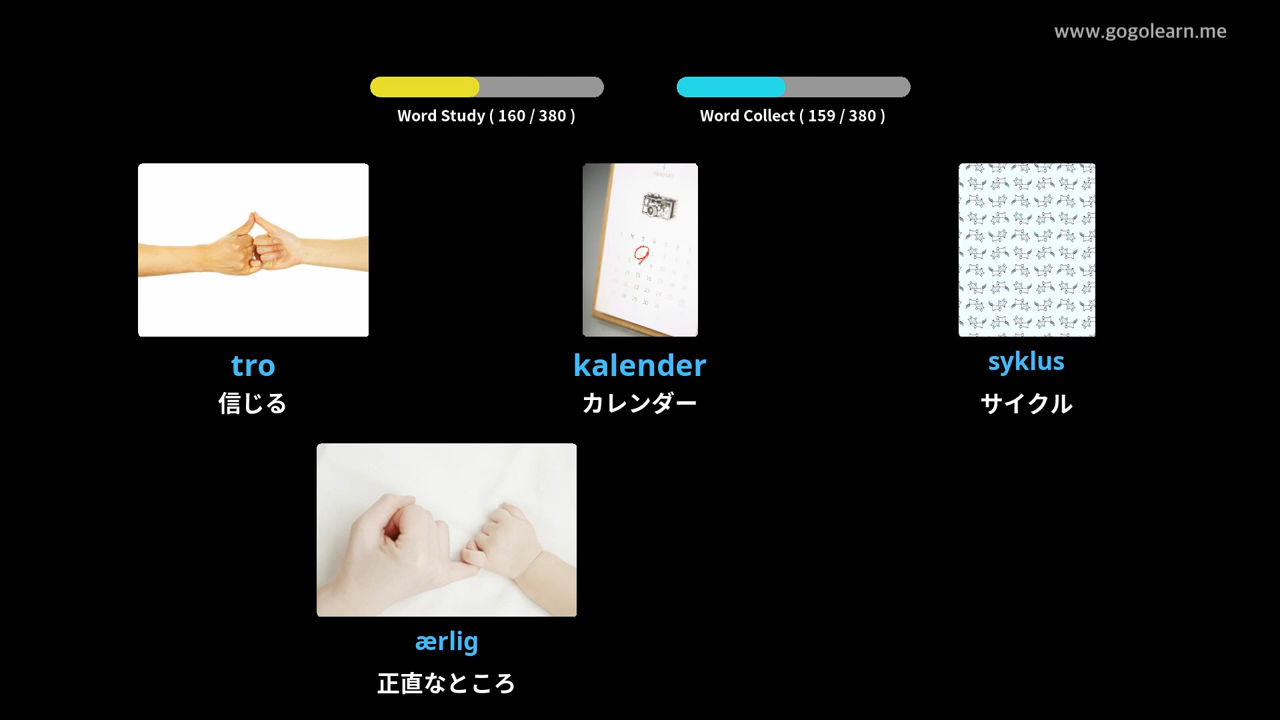 www.gogolearn.me
Word Study ( 160 / 380 )
Word Collect ( 159 / 380 )
tro
kalender
syklus
信じる
カレンダー
サイクル
ærlig
正直なところ